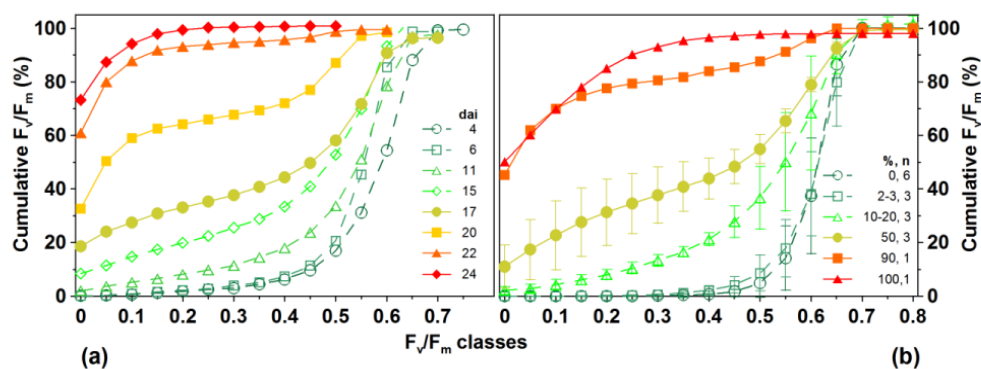 Cumulative Fv/Fm (%)
100
80
60
40
20
0
dai
4
6
11
15
17
20
22
24
0 0.1 0.2 0.3 0.4 0.5 0.6 0.7
(a)
Fv/Fm classes
%, n
0, 6
2-3, 3
10-20, 3
50, 3
90, 1
100,1
0 0.1 0.2 0.3 0.4 0.5 0.6 0.7 0.8
(b)
100
80
60
40
20
0
Cumulative Fv/Fm (%)